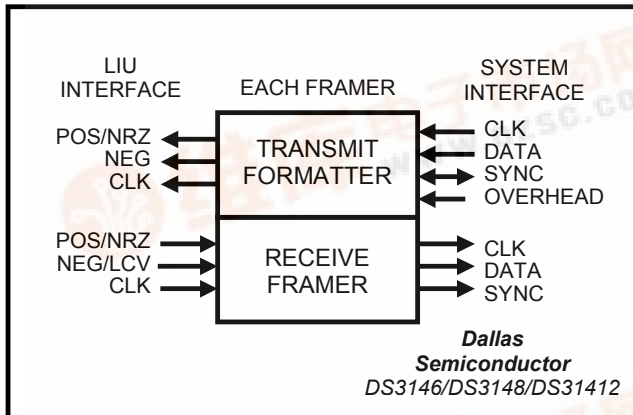 LIU
INTERFACE
EACH FRAMER
SYSTEM
INTERFACE
POS/NRZ
NEG
CLK
TRANSMIT
FORMATTER
CLK
DATA
SYNC
OVERHEAD
POS/NRZ
NEG/LCV
CLK
RECEIVE
FRAMER
CLK
DATA
SYNC
Dallas
Semiconductor
DS3146/DS3148/DS31412